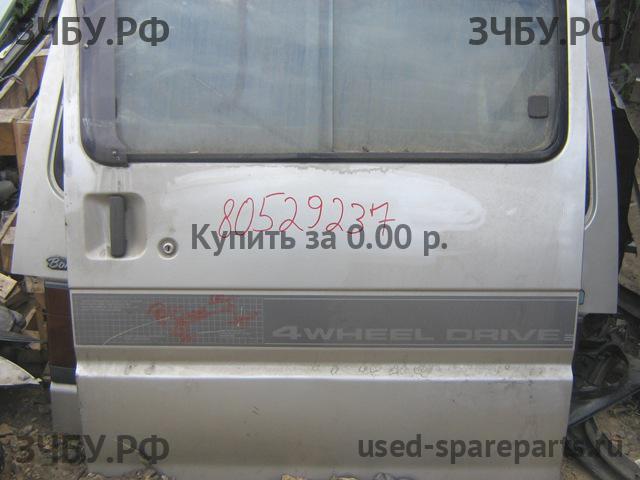 ЗЧБУ.РФ ЗЧБУ.РФ
80529237
Купить за 0.00 р.
4WHEEL DRIVE
ЗЧБУ.РФ used-spareparts.ru